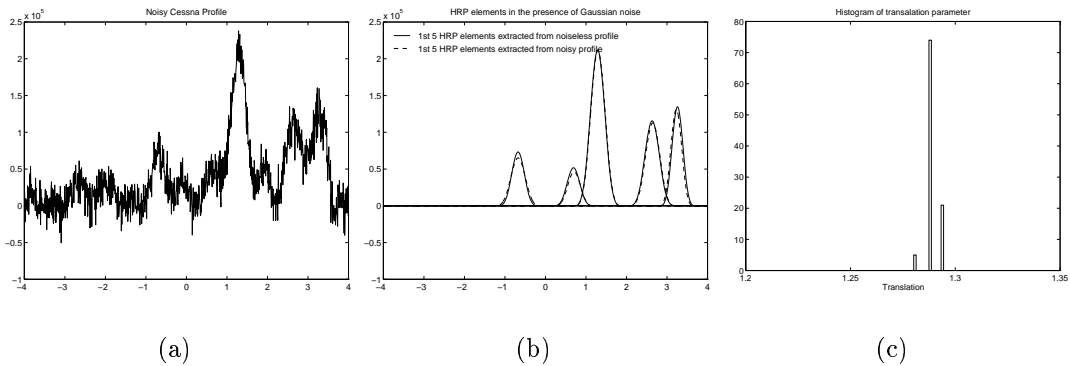 Noisy Cessna Profile
x 10^5
2.5
2
1.5
1
0.5
0
−0.5
−1
−4 −3 −2 −1 0 1 2 3 4
(a)
HRP elements in the presence of Gaussian noise
x 10^5
2.5
2
1.5
1
0.5
0
−0.5
−1
1st 5 HRP elements extracted from noiseless profile
1st 5 HRP elements extracted from noisy profile
−4 −3 −2 −1 0 1 2 3 4
(b)
Histogram of transalation parameter
80
70
60
50
40
30
20
10
0
1.2 1.25 1.3 1.35
Translation
(c)